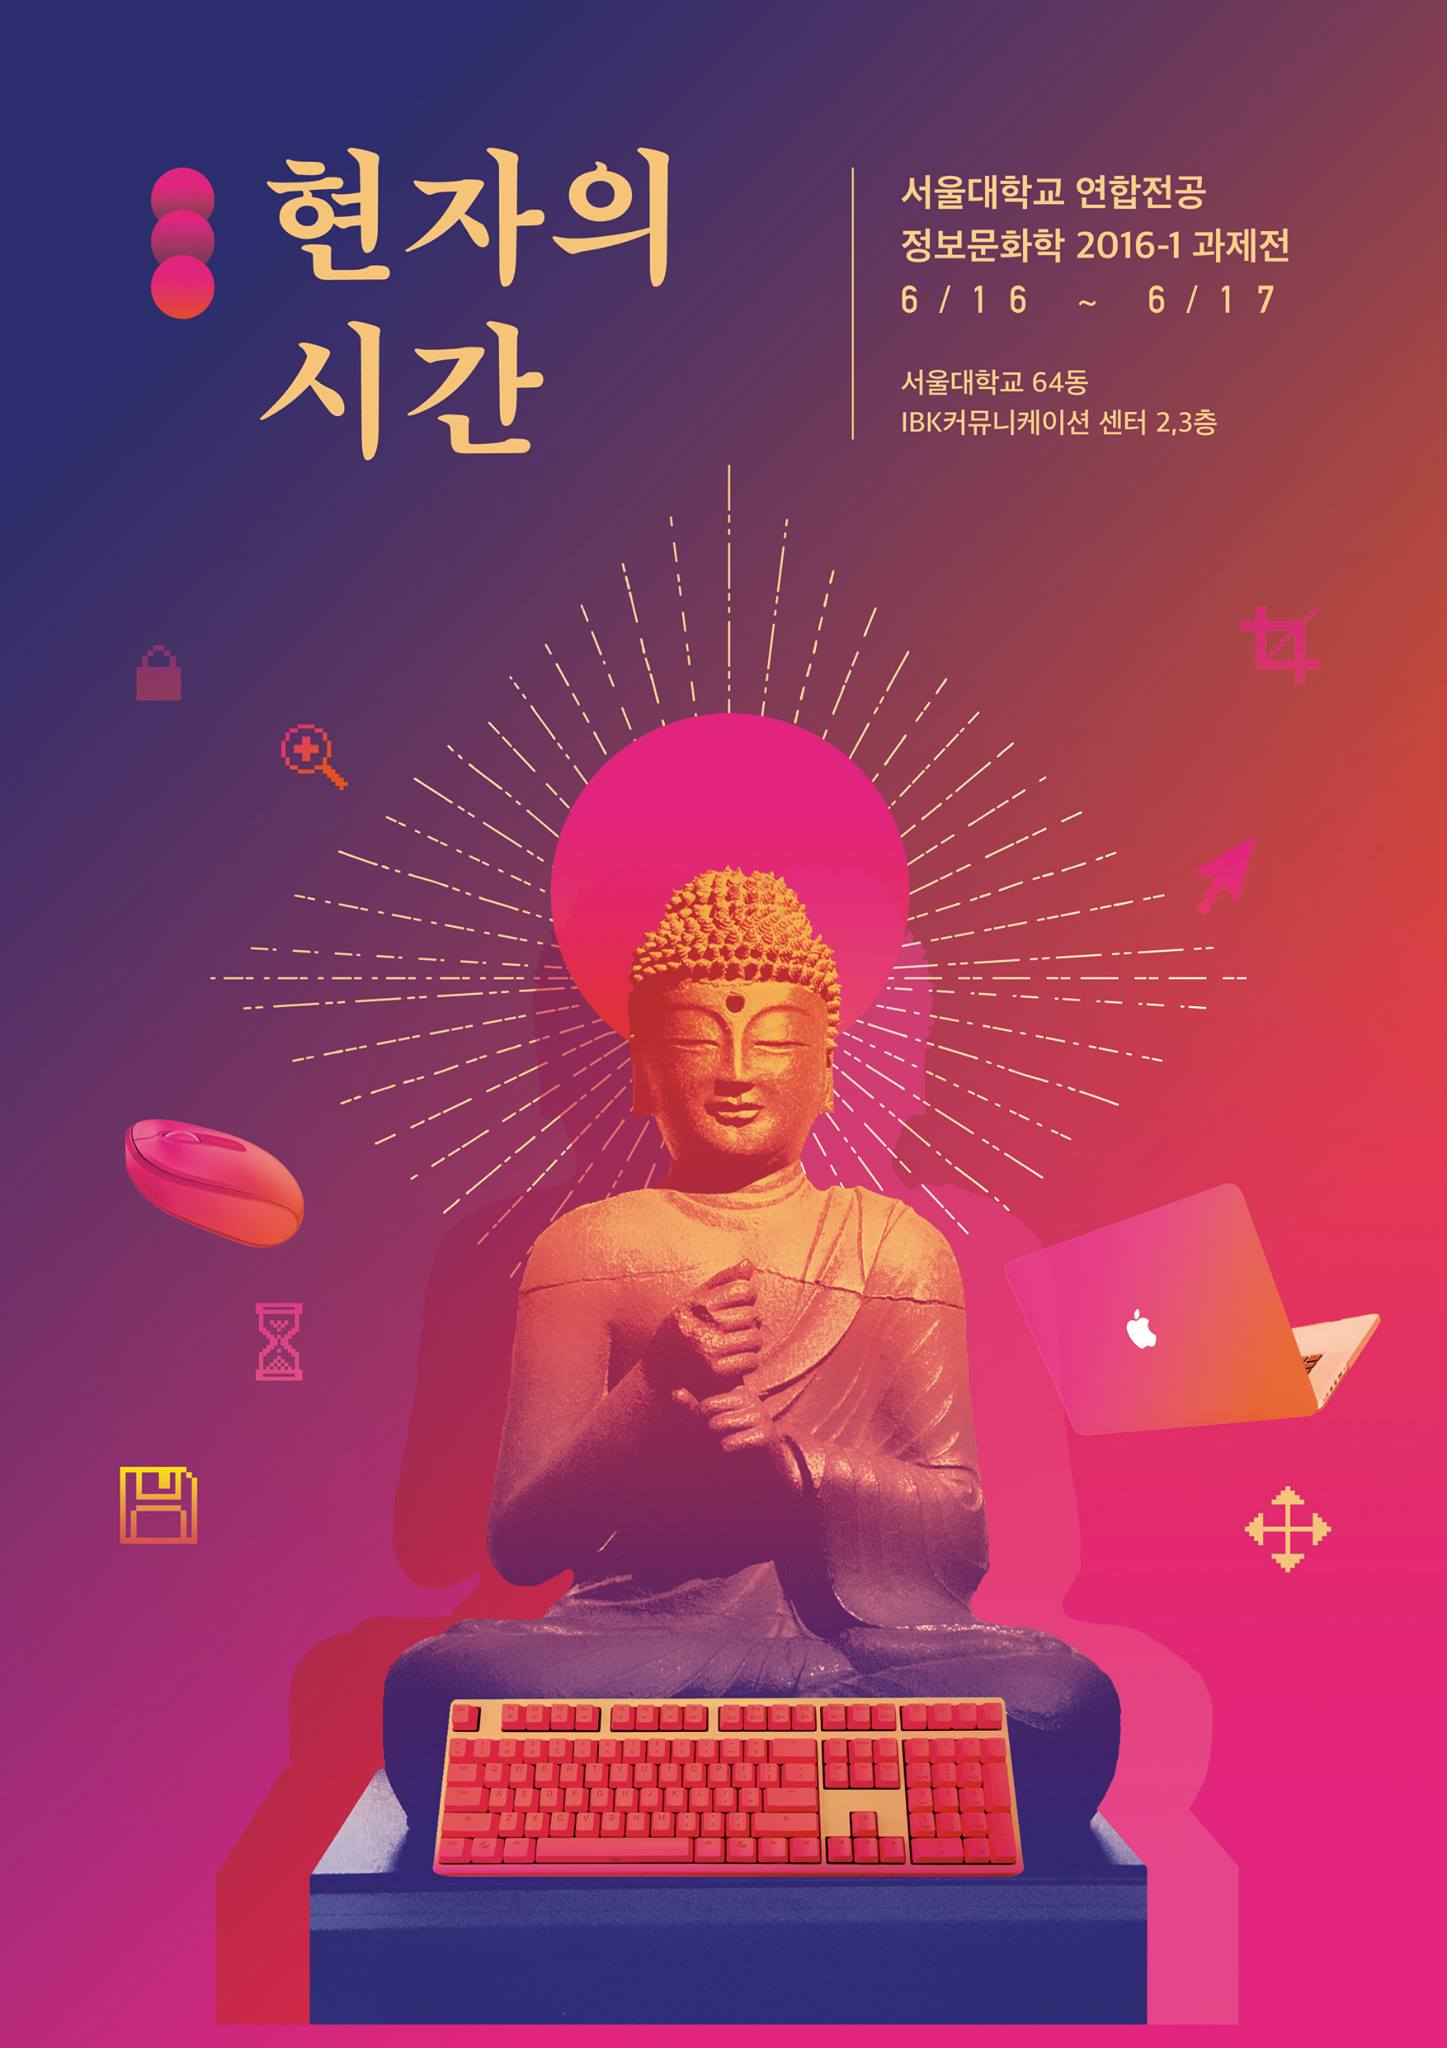 현자의
시간
서울대학교 연합전공
정보문화학 2016-1 과제전
6/16 ~ 6/17
서울대학교 64동
IBK커뮤니케이션 센터 2,3층
Q W E R T Y U I O P
A S D F G H J K L
Z X C V B N M